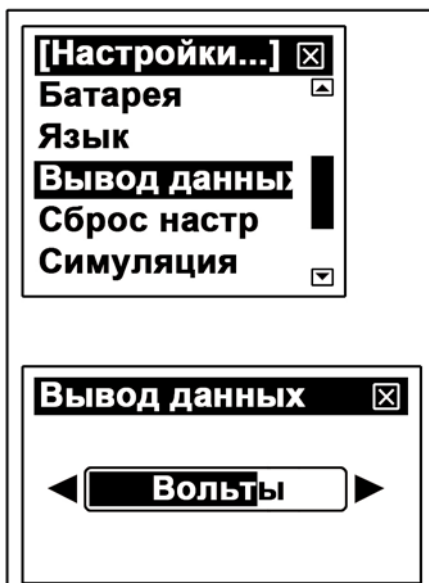 [Настройки...]
Батарея
Язык
Вывод данных
Сброс настр
Симуляция
Вывод данных
Вольты